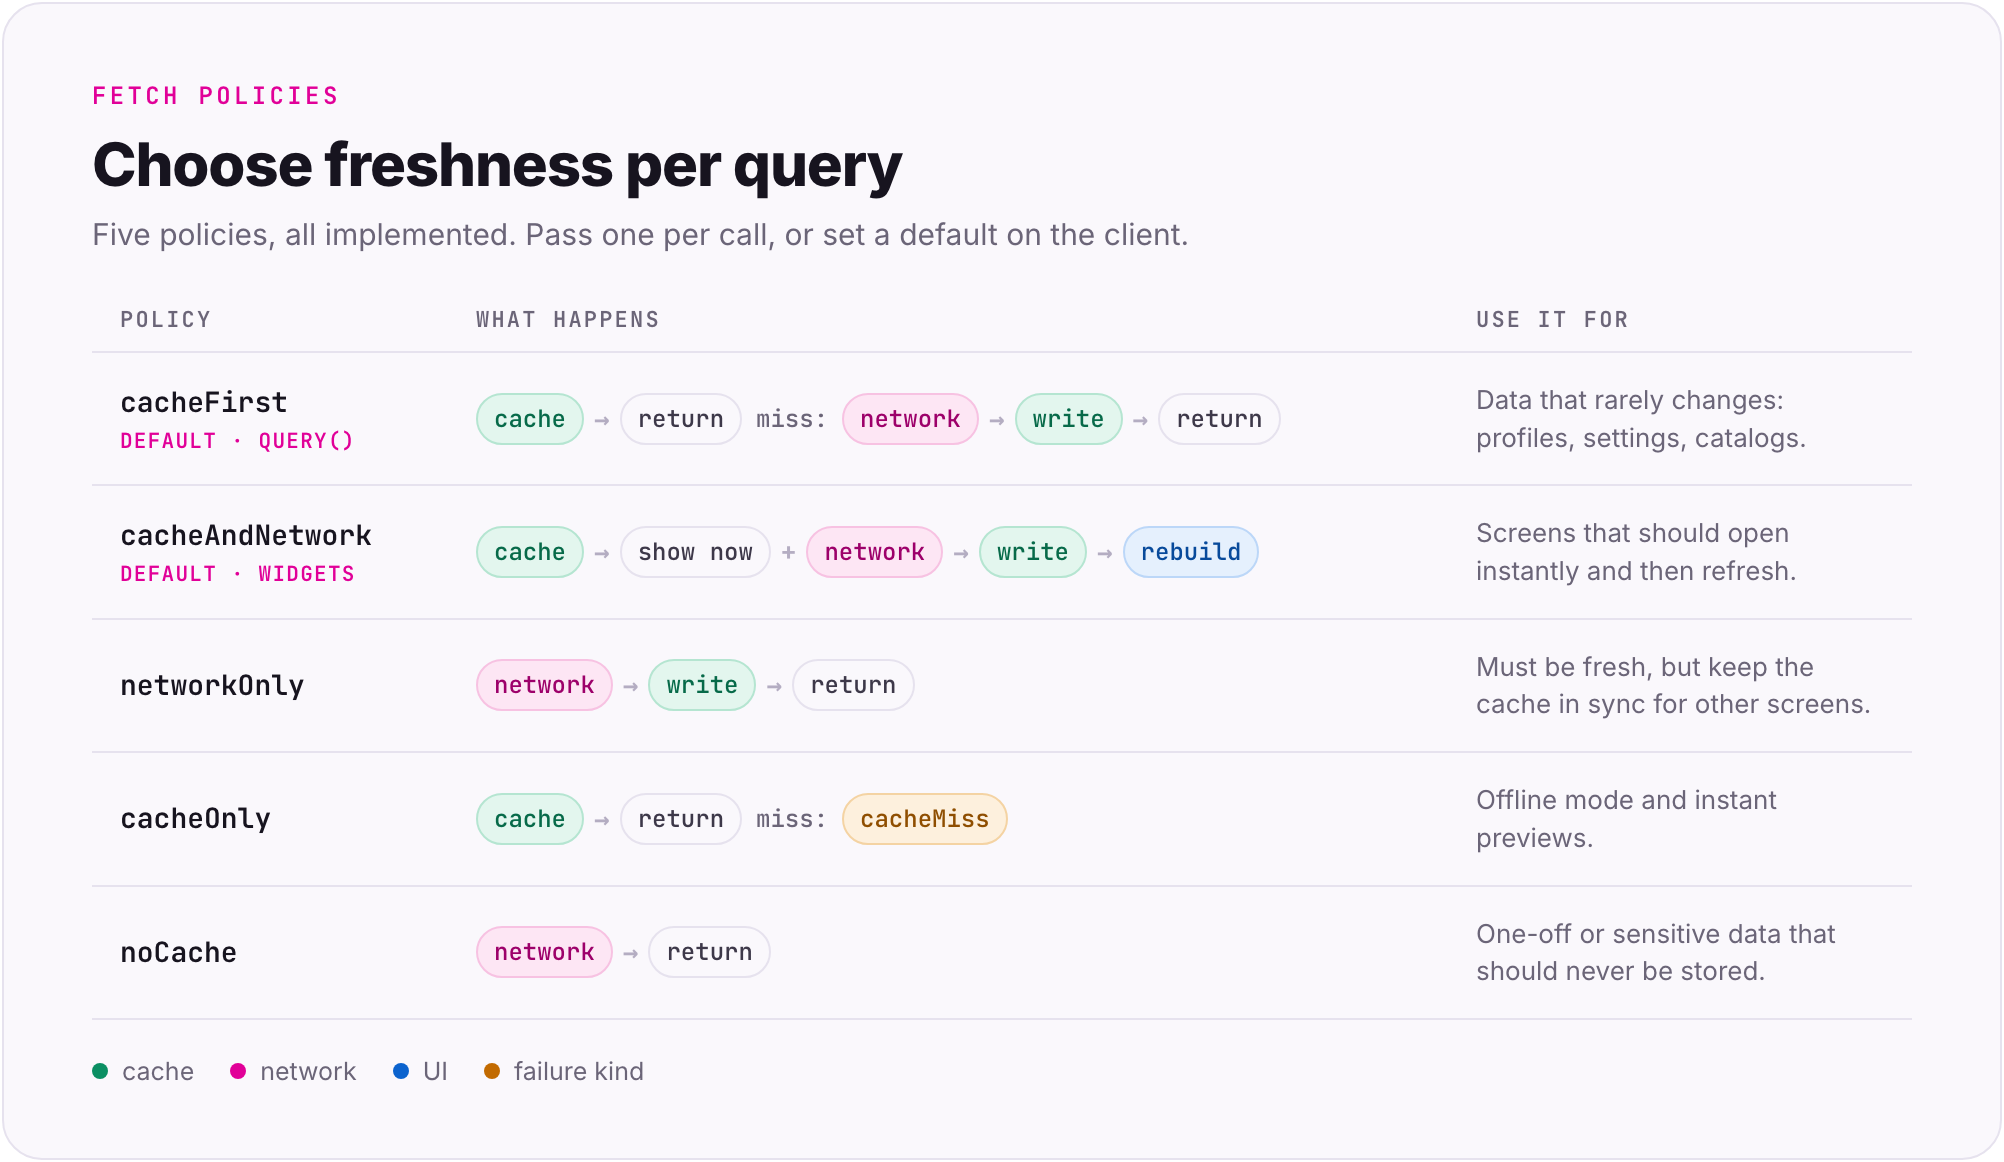 FETCH POLICIES
Choose freshness per query
Five policies, all implemented. Pass one per call, or set a default on the client.
POLICY WHAT HAPPENS USE IT FOR
cacheFirst
DEFAULT · QUERY()
cache → return miss: network → write → return
Data that rarely changes:
profiles, settings, catalogs.
cacheAndNetwork
DEFAULT · WIDGETS
cache → show now + network → write → rebuild
Screens that should open
instantly and then refresh.
networkOnly
network → write → return
Must be fresh, but keep the
cache in sync for other screens.
cacheOnly
cache → return miss: cacheMiss
Offline mode and instant
previews.
noCache
network → return
One-off or sensitive data that
should never be stored.
cache network UI failure kind